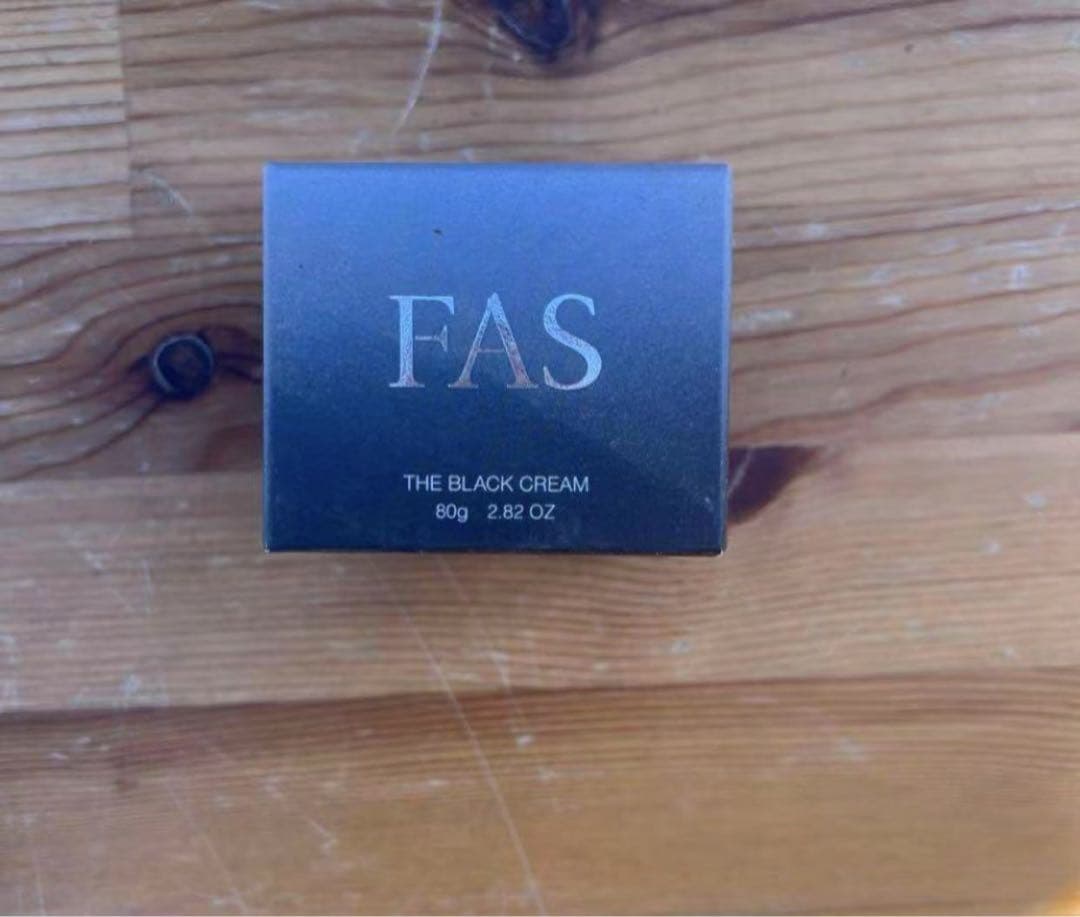 FAS
THE BLACK CREAM
80g 2.82 OZ